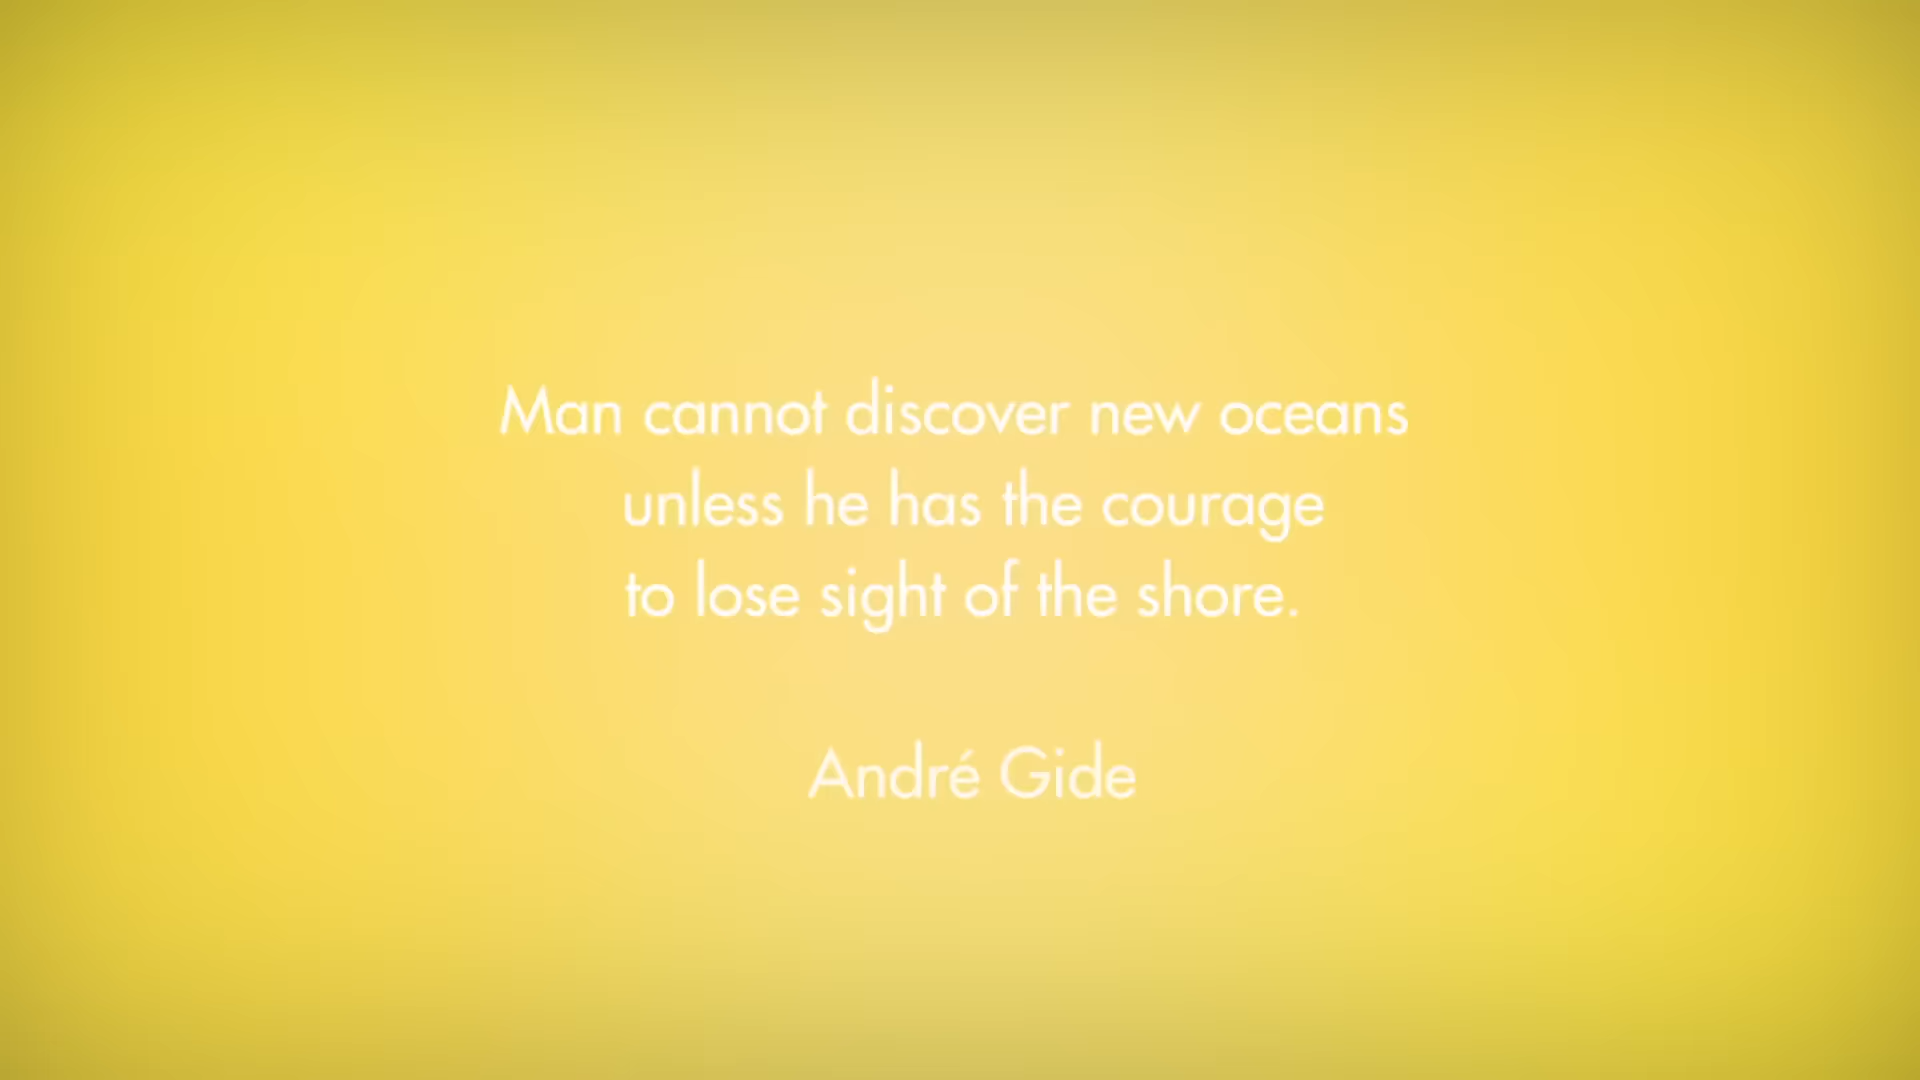 Man cannot discover new oceans
unless he has the courage
to lose sight of the shore.
André Gide